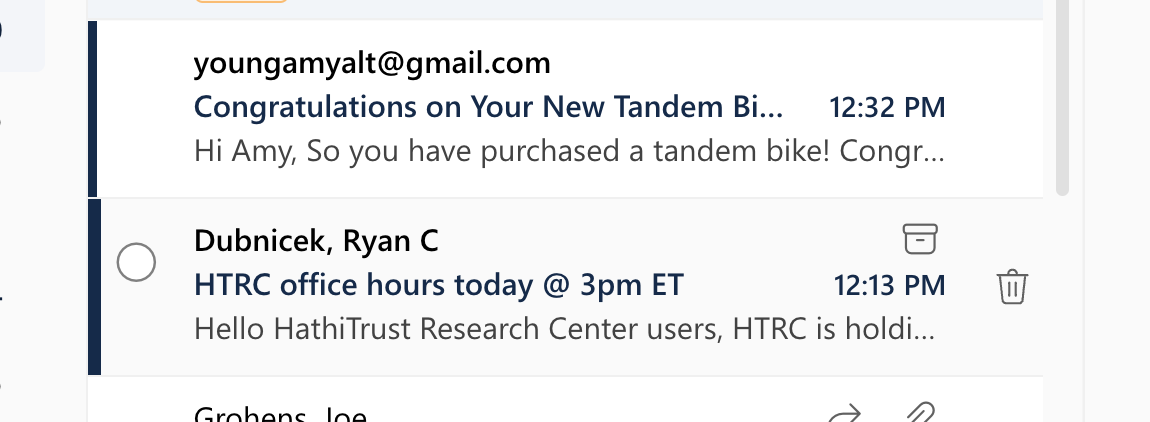 youngamyalt@gmail.com
Congratulations on Your New Tandem Bi... 12:32 PM
Hi Amy, So you have purchased a tandem bike! Congr...
Dubnicek, Ryan C
HTRC office hours today @ 3pm ET 12:13 PM
Hello HathiTrust Research Center users, HTRC is holdi...
Grohens, Joe